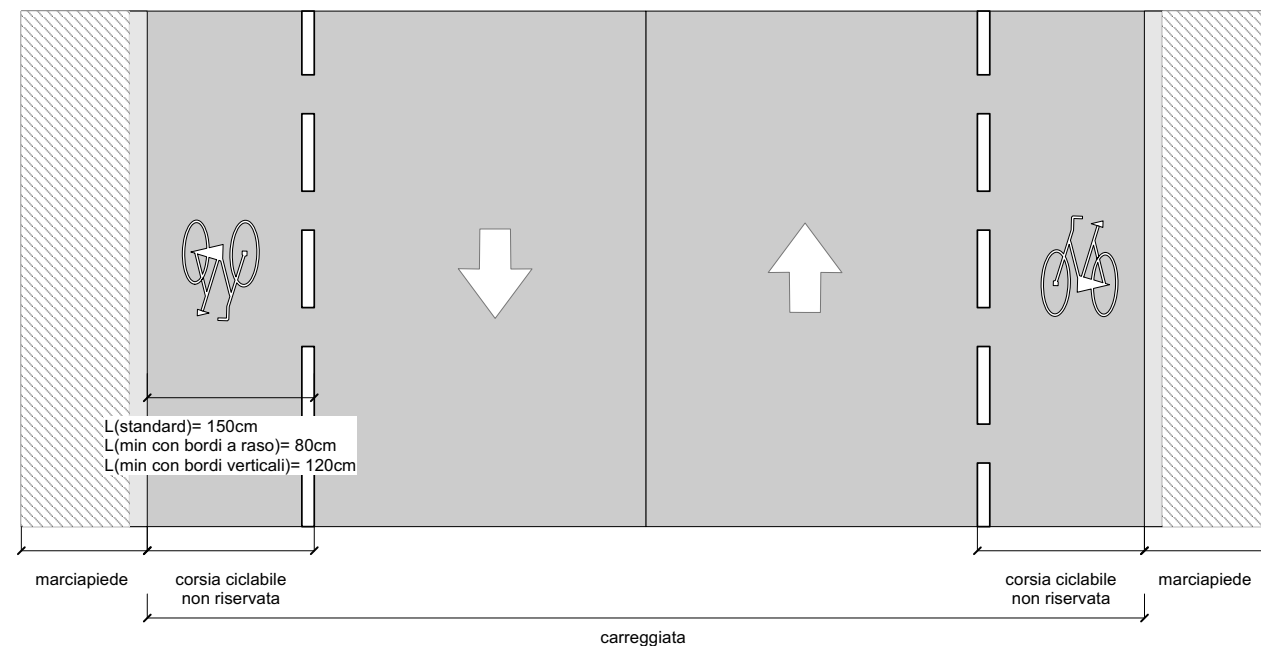 L(standard)= 150cm
L(min con bordi a raso)= 80cm
L(min con bordi verticali)= 120cm
marciapiede
corsia ciclabile
non riservata
corsia ciclabile
non riservata
marciapiede
carreggiata